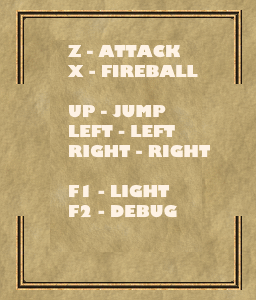 Z - ATTACK
X - FIREBALL
UP - JUMP
LEFT - LEFT
RIGHT - RIGHT
F1 - LIGHT
F2 - DEBUG